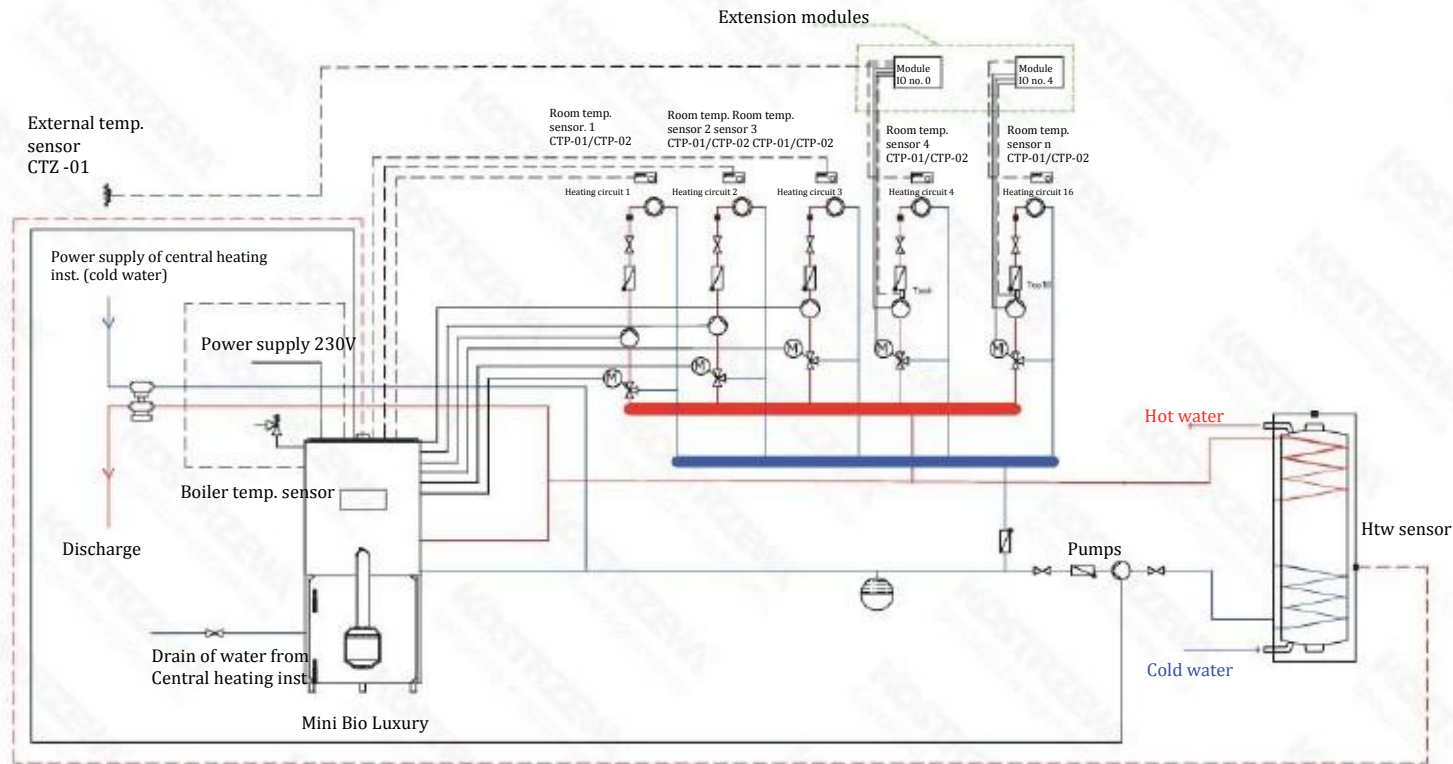 Extension modules
Module
IO no. 0
Module
IO no. 4
External temp.
sensor
CTZ -01
Room temp.
sensor. 1
CTP-01/CTP-02
Room temp. Room temp.
sensor 2 sensor 3
CTP-01/CTP-02 CTP-01/CTP-02
Room temp.
sensor 4
CTP-01/CTP-02
Room temp.
sensor n
CTP-01/CTP-02
Heating circuit 1
Heating circuit 2
Heating circuit 3
Heating circuit 4
Heating circuit 16
Power supply of central heating
inst. (cold water)
Power supply 230V
M
M
M
M
M
Boiler temp. sensor
Discharge
Hot water
Htw sensor
Pumps
Drain of water from
Central heating inst
Cold water
Mini Bio Luxury
KOSTRZEWA